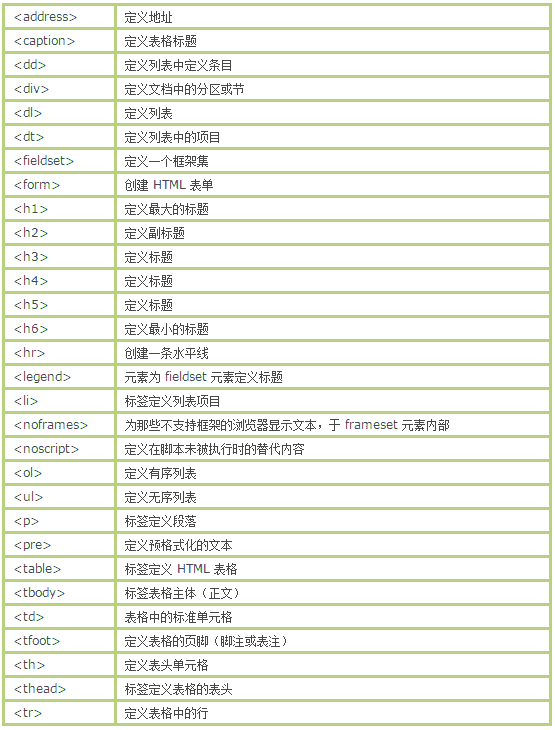 <address> 定义地址
<caption> 定义表格标题
<dd> 定义列表中定义条目
<div> 定义文档中的分区或节
<dl> 定义列表
<dt> 定义列表中的项目
<fieldset> 定义一个框架集
<form> 创建 HTML 表单
<h1> 定义最大的标题
<h2> 定义副标题
<h3> 定义标题
<h4> 定义标题
<h5> 定义标题
<h6> 定义最小的标题
<hr> 创建一条水平线
<legend> 元素为 fieldset 元素定义标题
<li> 标签定义列表项目
<noframes> 为那些不支持框架的浏览器显示文本，于 frameset 元素内部
<noscript> 定义在脚本未被执行时的替代内容
<ol> 定义有序列表
<ul> 定义无序列表
<p> 标签定义段落
<pre> 定义预格式化的文本
<table> 标签定义 HTML 表格
<tbody> 标签表格主体（正文）
<td> 表格中的标准单元格
<tfoot> 定义表格的页脚（脚注或表注）
<th> 定义表头单元格
<thead> 标签定义表格的表头
<tr> 定义表格中的行